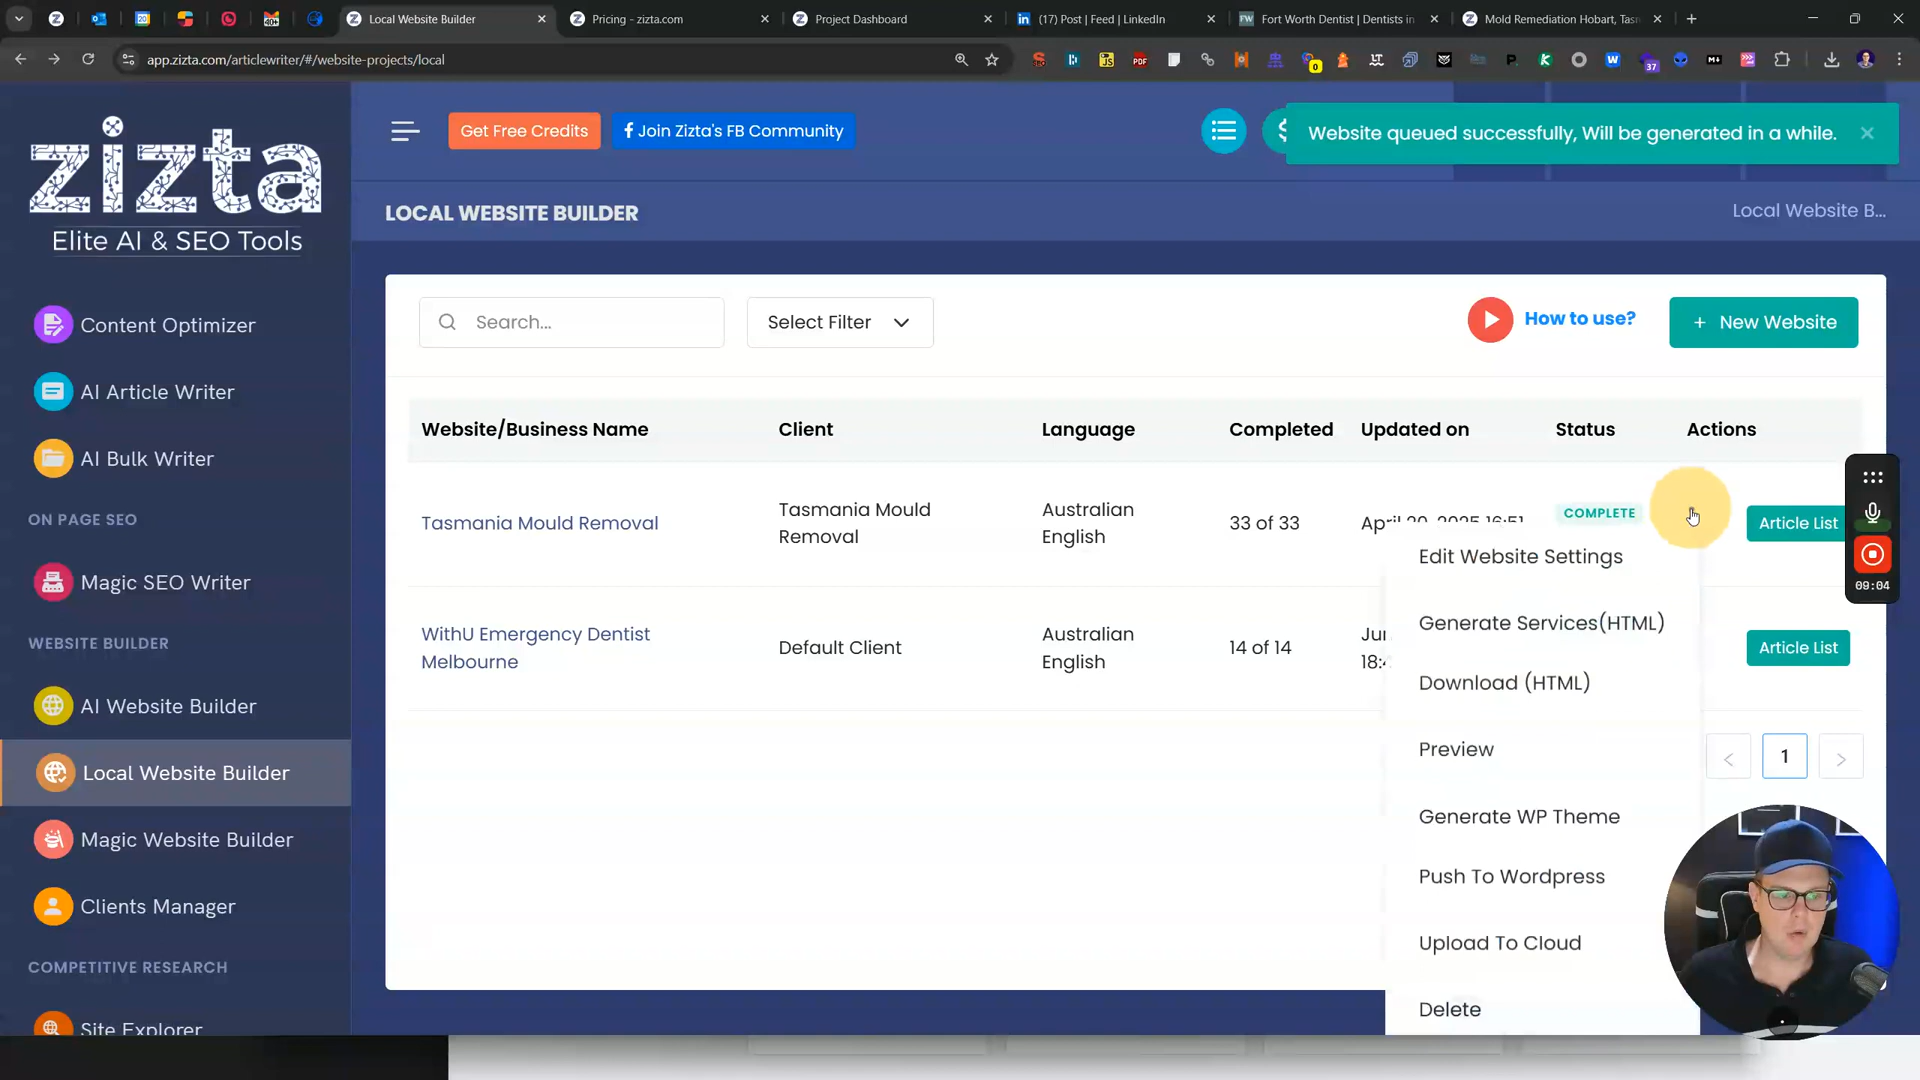 Local Website Builder
Pricing - zizta.com
Project Dashboard
(17) Post | Feed | LinkedIn
Fort Worth Dentist | Dentists in
Mold Remediation Hobart, Tas
app.zizta.com/articlewriter/#/website-projects/local
zizta
Elite AI & SEO Tools
Get Free Credits
Join Zizta's FB Community
Website queued successfully, Will be generated in a while.
LOCAL WEBSITE BUILDER
Local Website B...
Content Optimizer
AI Article Writer
AI Bulk Writer
ON PAGE SEO
Magic SEO Writer
WEBSITE BUILDER
AI Website Builder
Local Website Builder
Magic Website Builder
Clients Manager
COMPETITIVE RESEARCH
Site Explorer
Search...
Select Filter
How to use?
+ New Website
Website/Business Name
Client
Language
Completed
Updated on
Status
Actions
Tasmania Mould Removal
Tasmania Mould
Removal
Australian
English
33 of 33
April 20, 2025 16:51
COMPLETE
Article List
WithU Emergency Dentist
Melbourne
Default Client
Australian
English
14 of 14
Article List
Edit Website Settings
Generate Services(HTML)
Download (HTML)
Preview
Generate WP Theme
Push To Wordpress
Upload To Cloud
Delete
1
09:04